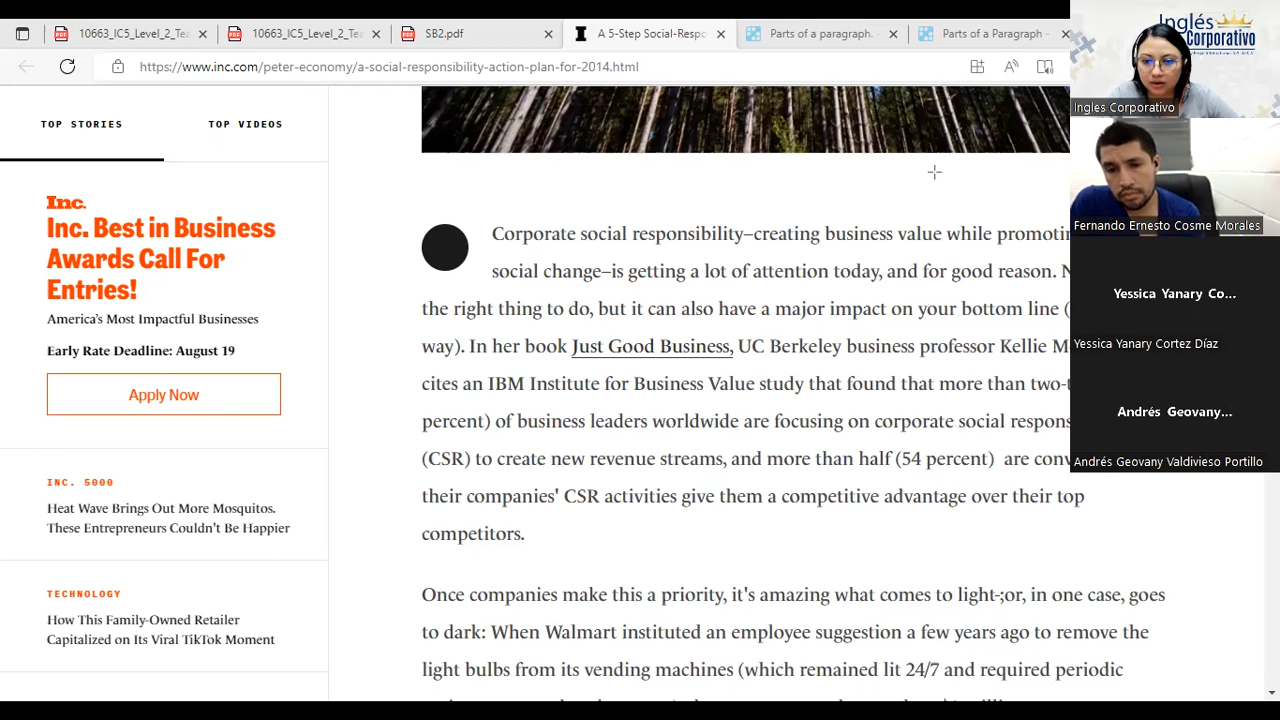 10663_IC5_Level_2_Tea
10663_IC5_Level_2_Tea
SB2.pdf
A 5-Step Social-Respo
Parts of a paragraph.
Parts of a Paragraph -
https://www.inc.com/peter-economy/a-social-responsibility-action-plan-for-2014.html
TOP STORIES
TOP VIDEOS
Inc.
Inc. Best in Business
Awards Call For
Entries!
America's Most Impactful Businesses
Early Rate Deadline: August 19
Apply Now
INC. 5000
Heat Wave Brings Out More Mosquitos.
These Entrepreneurs Couldn't Be Happier
TECHNOLOGY
How This Family-Owned Retailer
Capitalized on Its Viral TikTok Moment
Corporate social responsibility–creating business value while promotin
social change–is getting a lot of attention today, and for good reason. N
the right thing to do, but it can also have a major impact on your bottom line (
way). In her book Just Good Business, UC Berkeley business professor Kellie M
cites an IBM Institute for Business Value study that found that more than two-t
percent) of business leaders worldwide are focusing on corporate social respons
(CSR) to create new revenue streams, and more than half (54 percent) are conv
their companies' CSR activities give them a competitive advantage over their top
competitors.
Once companies make this a priority, it's amazing what comes to light-;or, in one case, goes
to dark: When Walmart instituted an employee suggestion a few years ago to remove the
light bulbs from its vending machines (which remained lit 24/7 and required periodic
Inglés
Corporativo
Ingles Corporativo
Fernando Ernesto Cosme Morales
Yessica Yanary Co...
Yessica Yanary Cortez Díaz
Andrés Geovany...
Andrés Geovany Valdivieso Portillo